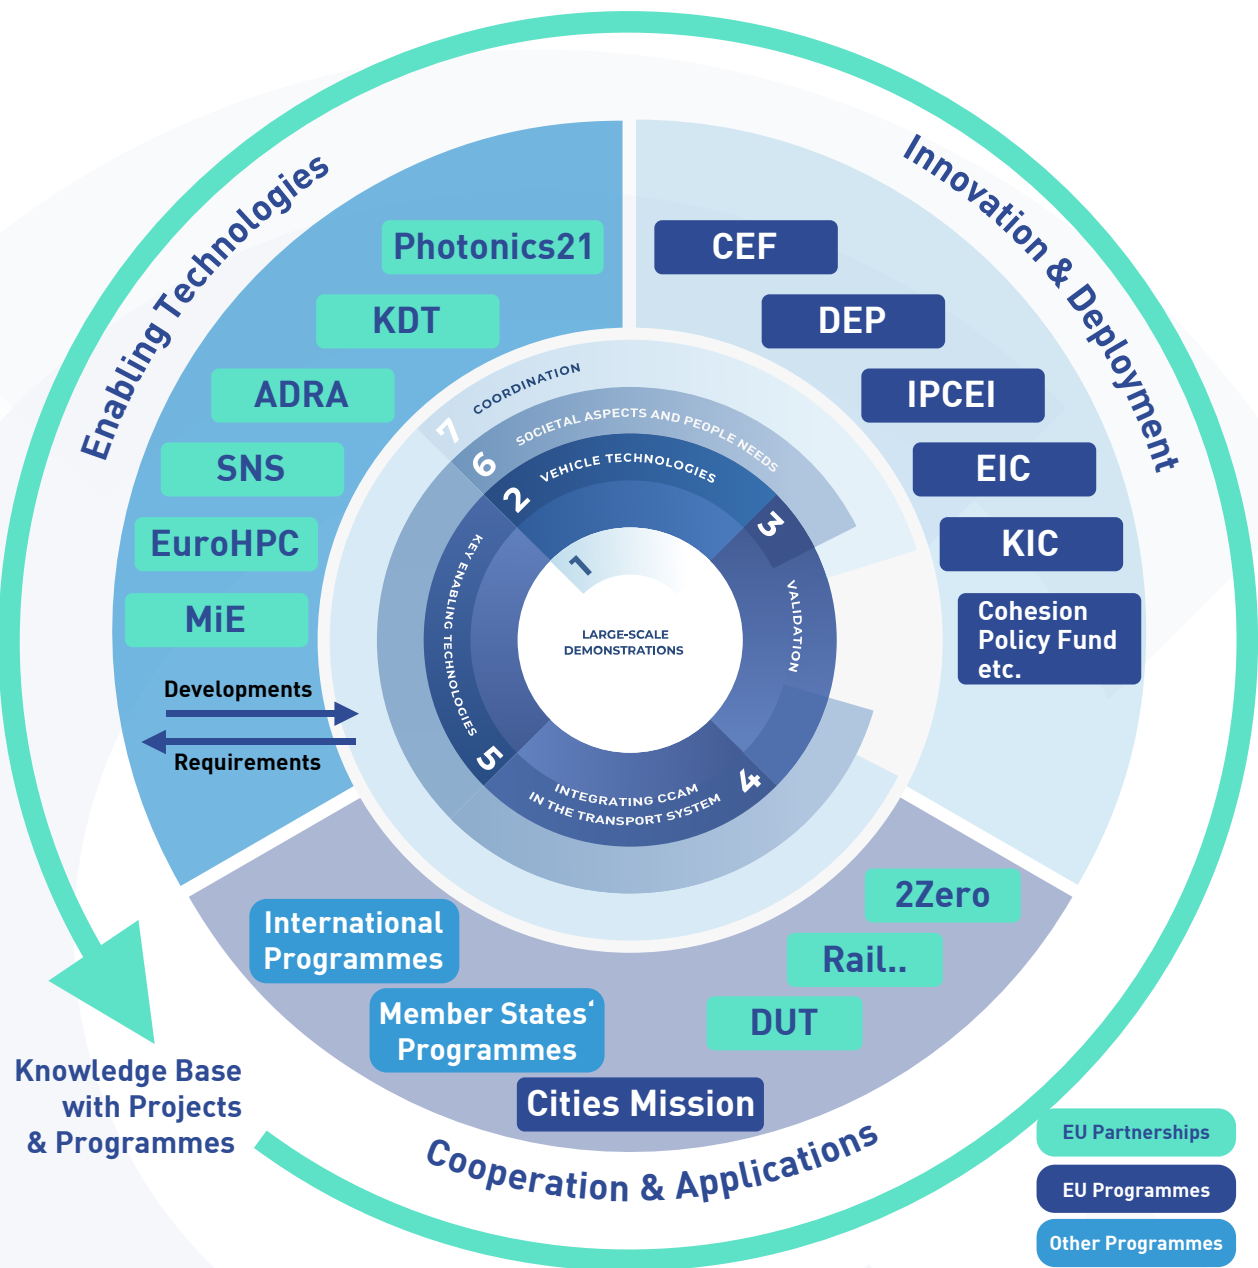 Enabling Technologies
Photonics21
KDT
ADRA
SNS
EuroHPC
MiE
Developments
Requirements
Innovation & Deployment
CEF
DEP
IPCEI
EIC
KIC
Cohesion
Policy Fund
etc.
7
COORDINATION
6
SOCIETAL ASPECTS AND PEOPLE NEEDS
2
VEHICLE TECHNOLOGIES
3
VALIDATION
1
LARGE-SCALE
DEMONSTRATIONS
KEY ENABLING TECHNOLOGIES
5
INTEGRATING CCAM
IN THE TRANSPORT SYSTEM
4
2Zero
Rail..
DUT
International
Programmes
Member States‘
Programmes
Cities Mission
Cooperation & Applications
Knowledge Base
with Projects
& Programmes
EU Partnerships
EU Programmes
Other Programmes